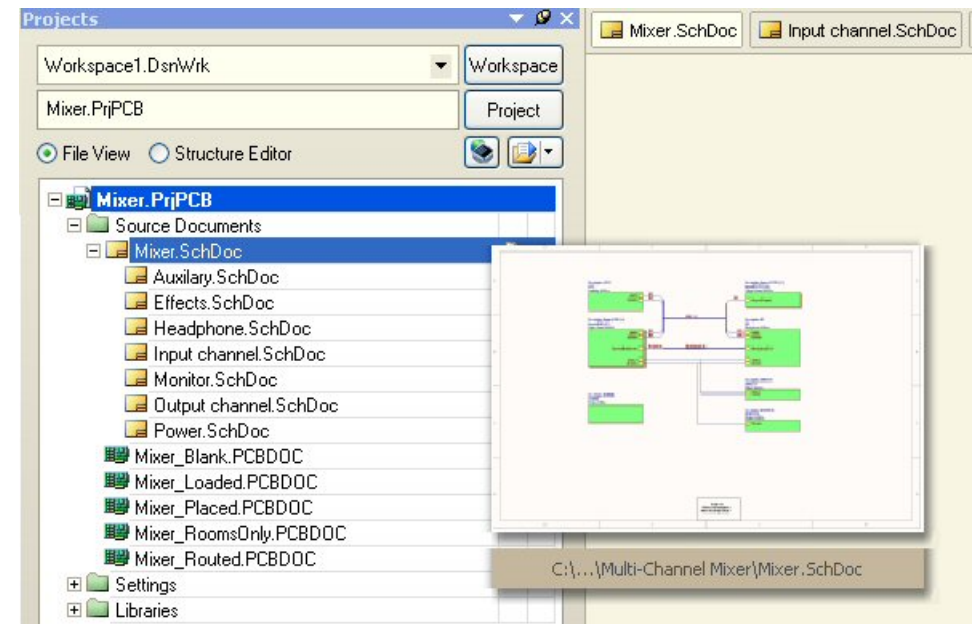 Projects
Mixer.SchDoc
Input channel.SchDoc
Workspace1.DsnWrk
Workspace
Mixer.PrjPCB
Project
File View
Structure Editor
Mixer.PrjPCB
Source Documents
Mixer.SchDoc
Auxilary.SchDoc
Effects.SchDoc
Headphone.SchDoc
Input channel.SchDoc
Monitor.SchDoc
Output channel.SchDoc
Power.SchDoc
Mixer_Blank.PCBDOC
Mixer_Loaded.PCBDOC
Mixer_Placed.PCBDOC
Mixer_RoomsOnly.PCBDOC
Mixer_Routed.PCBDOC
C:\...\Multi-Channel Mixer\Mixer.SchDoc
Settings
Libraries